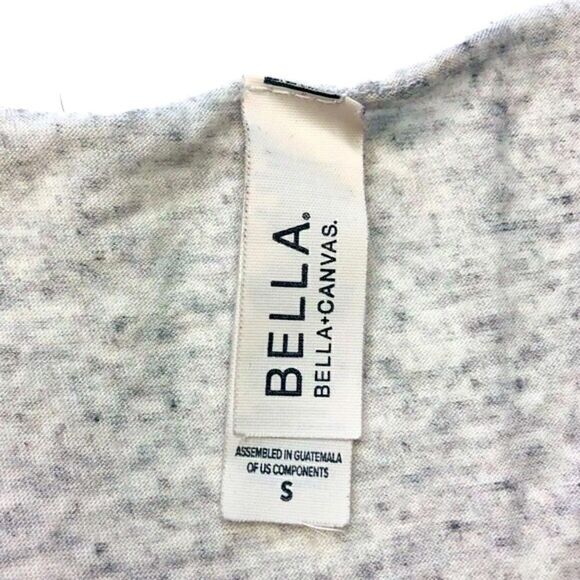 BELLA®
BELLA+CANVAS.
ASSEMBLED IN GUATEMALA
OF US COMPONENTS
S